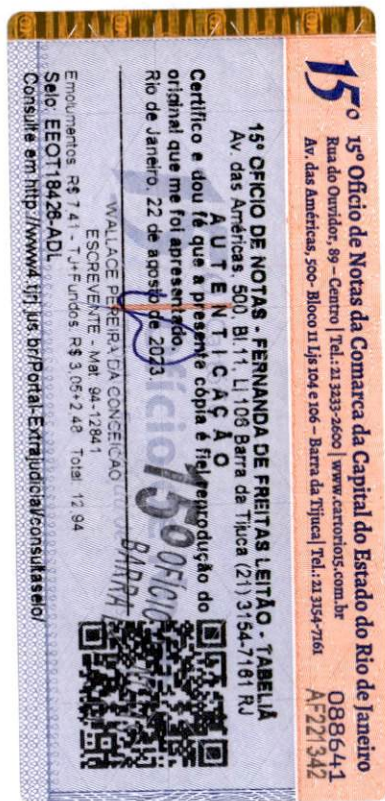 15º
15º Ofício de Notas da Comarca da Capital do Estado do Rio de Janeiro
Rua do Ouvidor, 89 – Centro | Tel.: 21 3233-2600 | www.cartorio15.com.br
Av. das Américas, 500- Bloco 11 Ljs 104 e 106 – Barra da Tijuca | Tel.: 21 3154-7161
088641
AF221342
15º OFÍCIO DE NOTAS - FERNANDA DE FREITAS LEITÃO - TABELIÃ
Av. das Américas, 500, Bl. 11, Lj 106 Barra da Tijuca (21) 3154-7161 RJ
A U T E N T I C A Ç Ã O
Certifico e dou fé que a presente cópia é fiel reprodução do
original que me foi apresentado.
Rio de Janeiro, 22 de agosto de 2023.
WALLACE PEREIRA DA CONCEICAO
ESCREVENTE - Mat. 94-12841
Emolumentos: R$ 7,41 - TJ+Fundos: R$ 3,05+2,48 Total: 12,94
Selo: EEOT18428-ADL
Consulte em http://www4.tjrj.jus.br/Portal-Extrajudicial/consultaselo/
15º OFÍCIO
BARRA